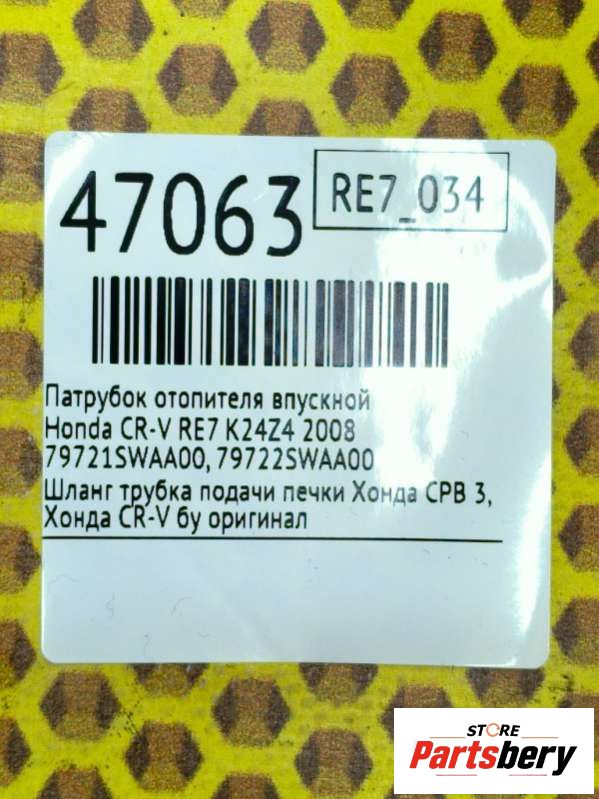 47063
RE7_034
Патрубок отопителя впускной
Honda CR-V RE7 K24Z4 2008
79721SWAA00, 79722SWAA00
Шланг трубка подачи печки Хонда СРВ 3,
Хонда CR-V бу оригинал
STORE
Partsbery